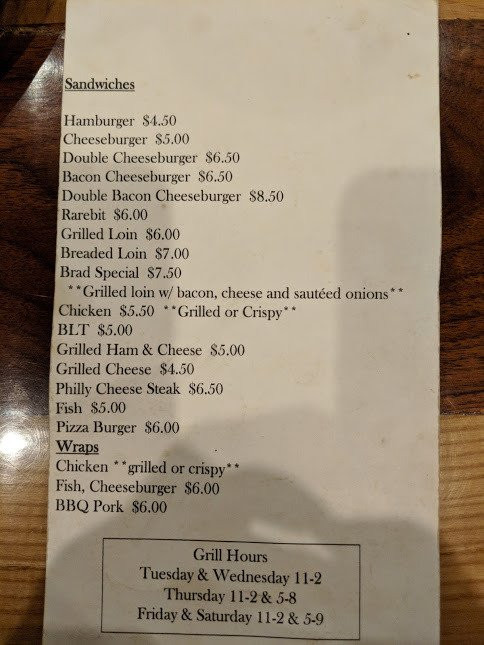 Sandwiches
Hamburger $4.50
Cheeseburger $5.00
Double Cheeseburger $6.50
Bacon Cheeseburger $6.50
Double Bacon Cheeseburger $8.50
Rarebit $6.00
Grilled Loin $6.00
Breaded Loin $7.00
Brad Special $7.50
**Grilled loin w/ bacon, cheese and sautéed onions**
Chicken $5.50 **Grilled or Crispy**
BLT $5.00
Grilled Ham & Cheese $5.00
Grilled Cheese $4.50
Philly Cheese Steak $6.50
Fish $5.00
Pizza Burger $6.00
Wraps
Chicken **grilled or crispy**
Fish, Cheeseburger $6.00
BBQ Pork $6.00
Grill Hours
Tuesday & Wednesday 11-2
Thursday 11-2 & 5-8
Friday & Saturday 11-2 & 5-9